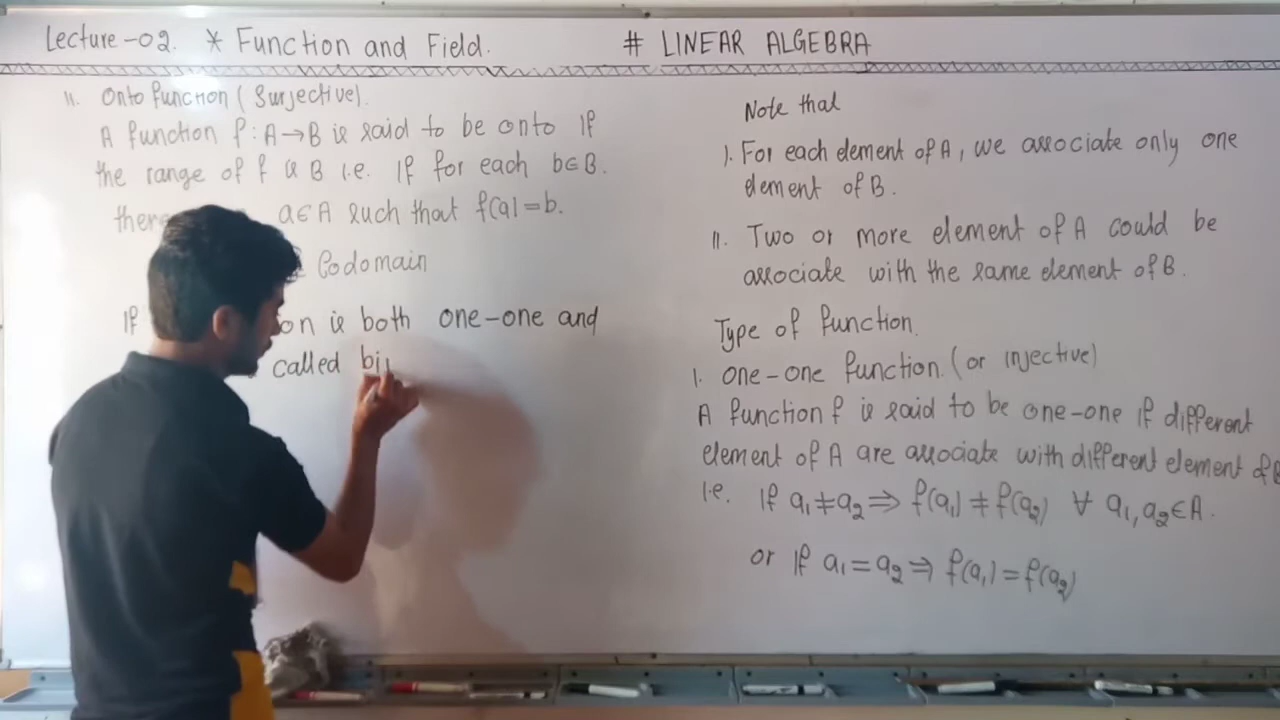 Lecture-02. * Function and Field. # LINEAR ALGEBRA
II. Onto function (Surjective).
A function f: A→B is said to be onto if
the range of f is B i.e. If for each b∈B.
there a∈A such that f(a)=b.
Codomain
If on is both one-one and
called bij
Note that
I. For each element of A, we associate only one
element of B.
II. Two or more element of A could be
associate with the same element of B.
Type of function.
I. one-one function. (or injective)
A function f is said to be one-one if different
element of A are associate with different element of B
i.e. If a₁≠a₂ ⇒ f(a₁) ≠ f(a₂) ∀ a₁, a₂∈A.
or If a₁=a₂ ⇒ f(a₁)=f(a₂)